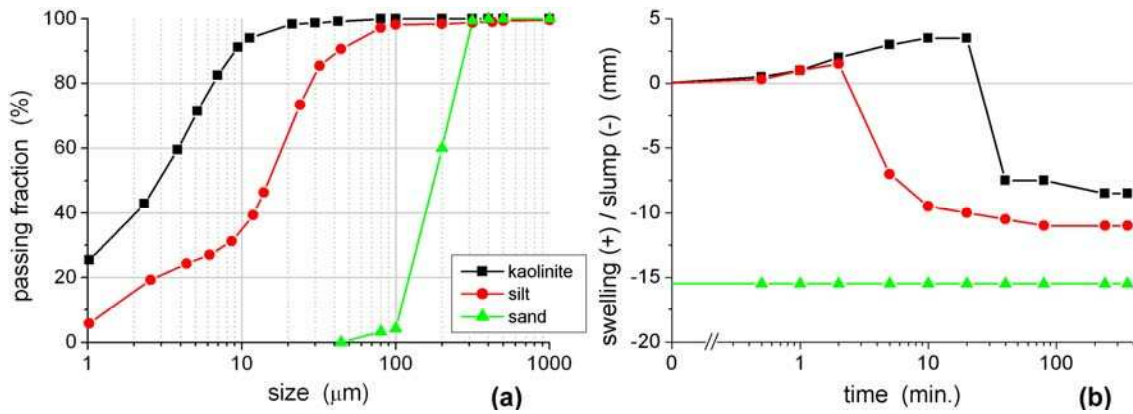 passing fraction (%)
100
80
60
40
20
0
1
10
100
1000
size (μm)
(a)
kaolinite
silt
sand
swelling (+) / slump (-) (mm)
5
0
-5
-10
-15
-20
0
1
10
100
time (min.)
(b)